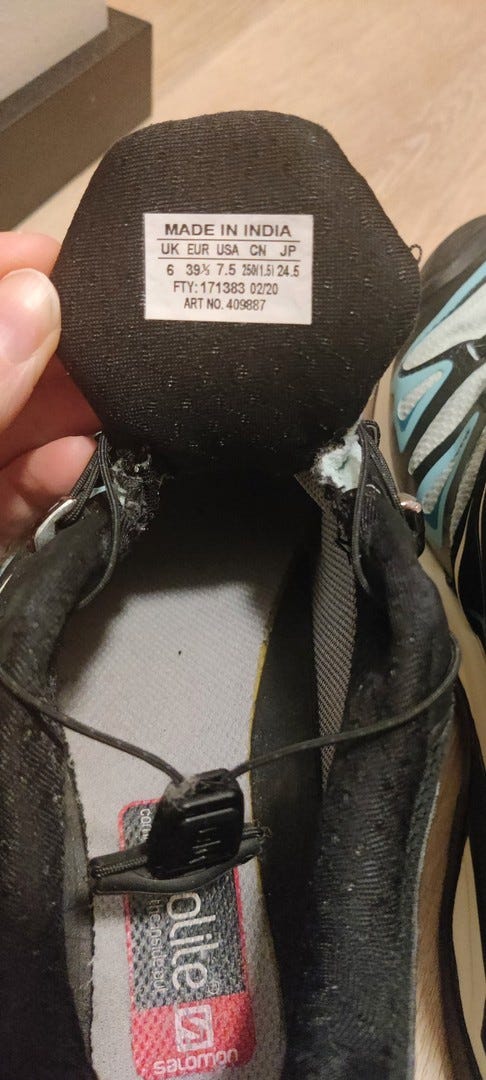 MADE IN INDIA
UK EUR USA CN JP
6 39⅓ 7.5 250(1.5) 24.5
FTY: 171383 02/20
ART NO. 409887
olite
S
SALOMON